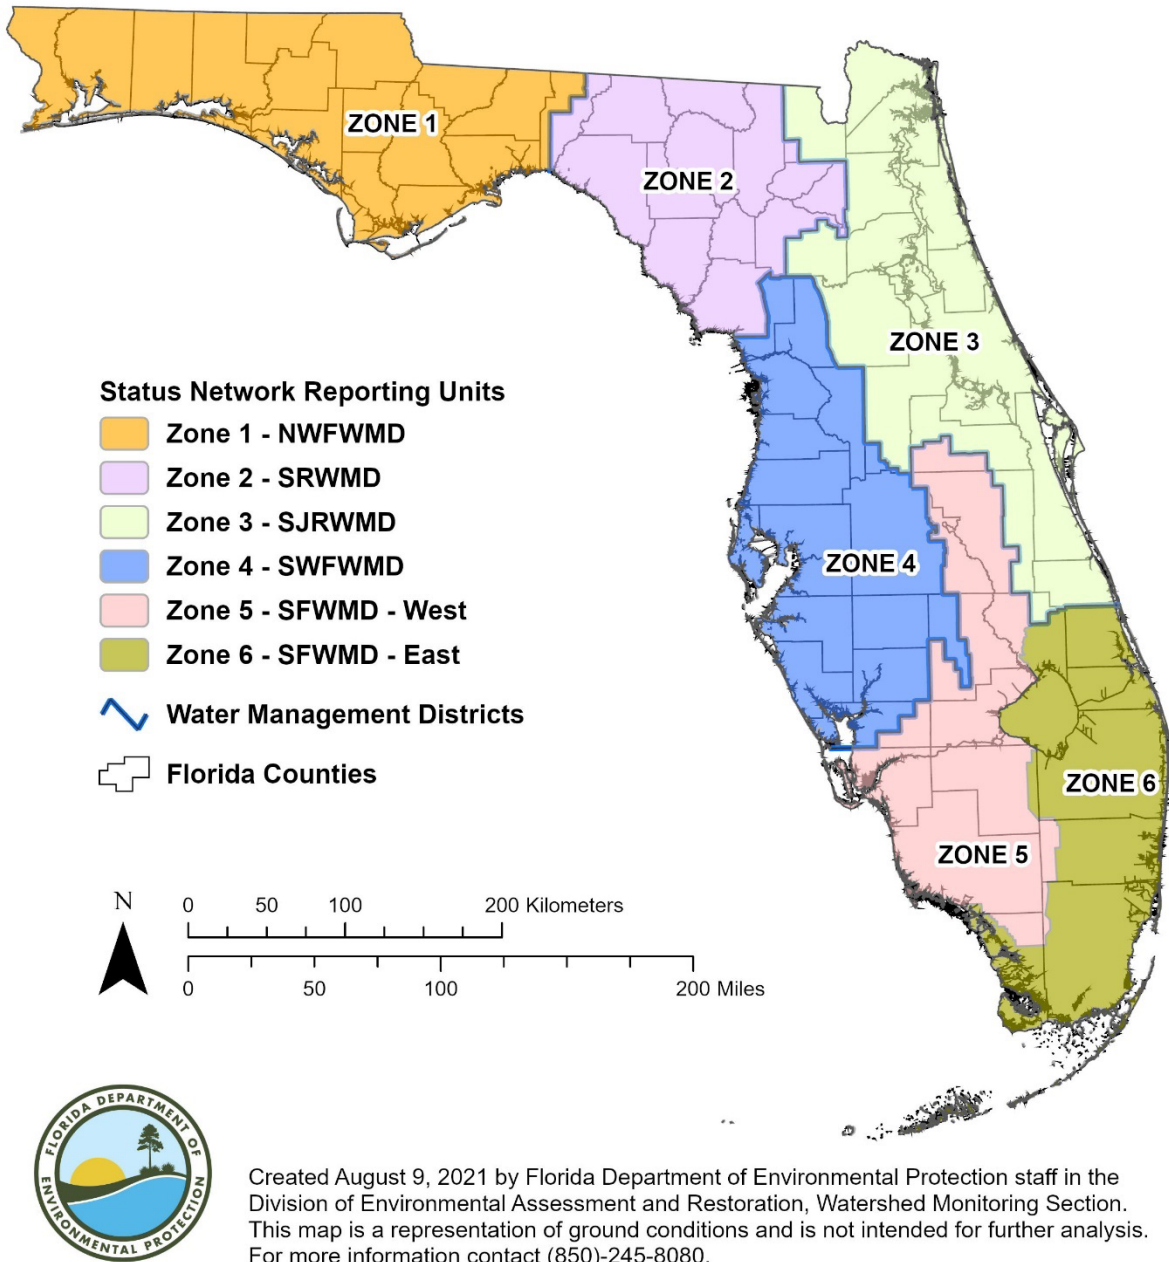 ZONE 1
ZONE 2
ZONE 3
ZONE 4
ZONE 5
ZONE 6
Status Network Reporting Units
Zone 1 - NWFWMD
Zone 2 - SRWMD
Zone 3 - SJRWMD
Zone 4 - SWFWMD
Zone 5 - SFWMD - West
Zone 6 - SFWMD - East
Water Management Districts
Florida Counties
N
0 50 100 200 Kilometers
0 50 100 200 Miles
FLORIDA DEPARTMENT OF
ENVIRONMENTAL PROTECTION
Created August 9, 2021 by Florida Department of Environmental Protection staff in the
Division of Environmental Assessment and Restoration, Watershed Monitoring Section.
This map is a representation of ground conditions and is not intended for further analysis.
For more information contact (850)-245-8080.